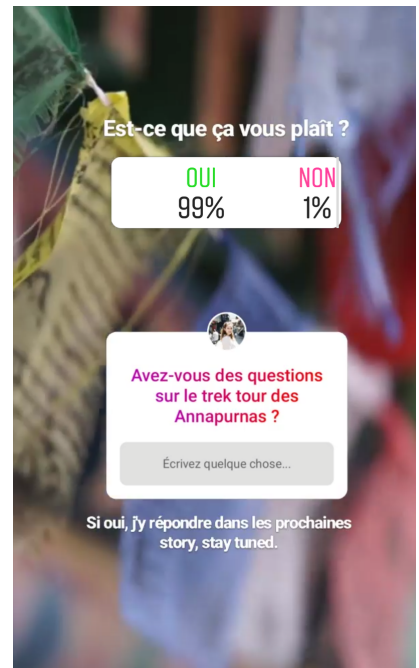 Est-ce que ça vous plaît ?
OUI NON
99% 1%
Avez-vous des questions
sur le trek tour des
Annapurnas ?
Écrivez quelque chose...
Si oui, j'y répondre dans les prochaines
story, stay tuned.